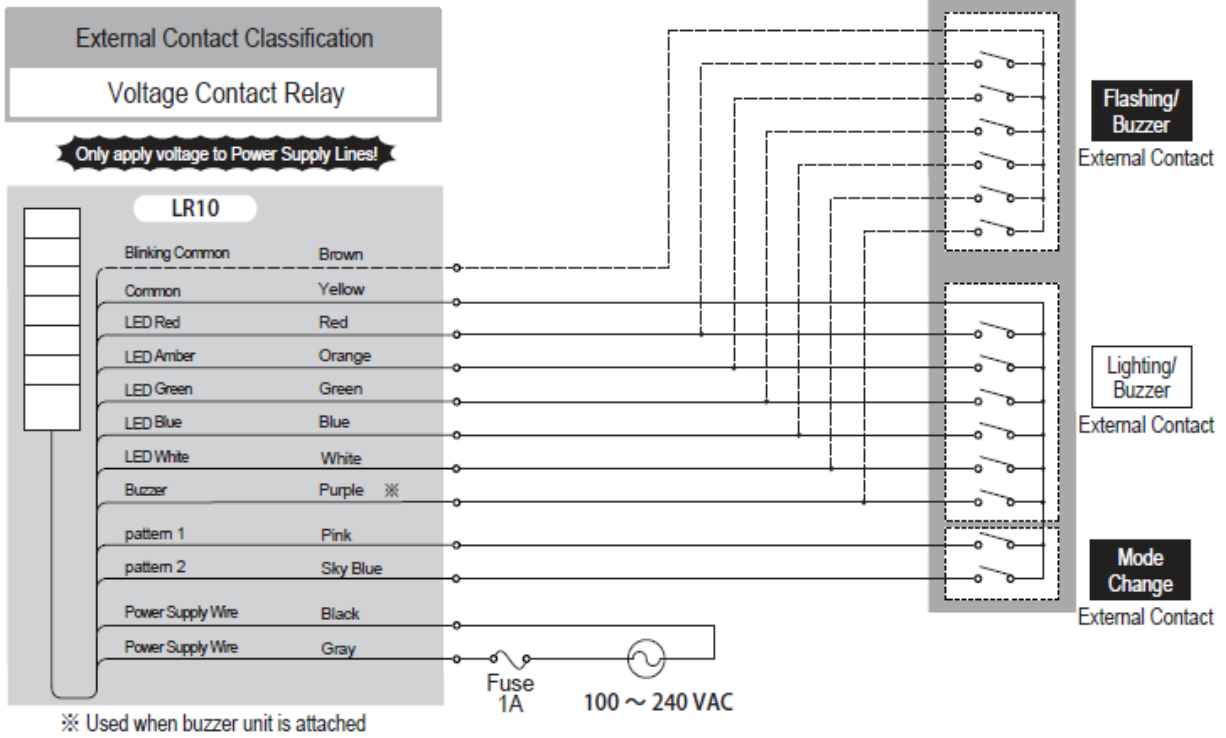 External Contact Classification
Voltage Contact Relay
Only apply voltage to Power Supply Lines!
LR10
Blinking Common Brown
Common Yellow
LED Red Red
LED Amber Orange
LED Green Green
LED Blue Blue
LED White White
Buzzer Purple ※
pattern 1 Pink
pattern 2 Sky Blue
Power Supply Wire Black
Power Supply Wire Gray
Fuse
1A
100 ～ 240 VAC
※ Used when buzzer unit is attached
Flashing/
Buzzer
External Contact
Lighting/
Buzzer
External Contact
Mode
Change
External Contact